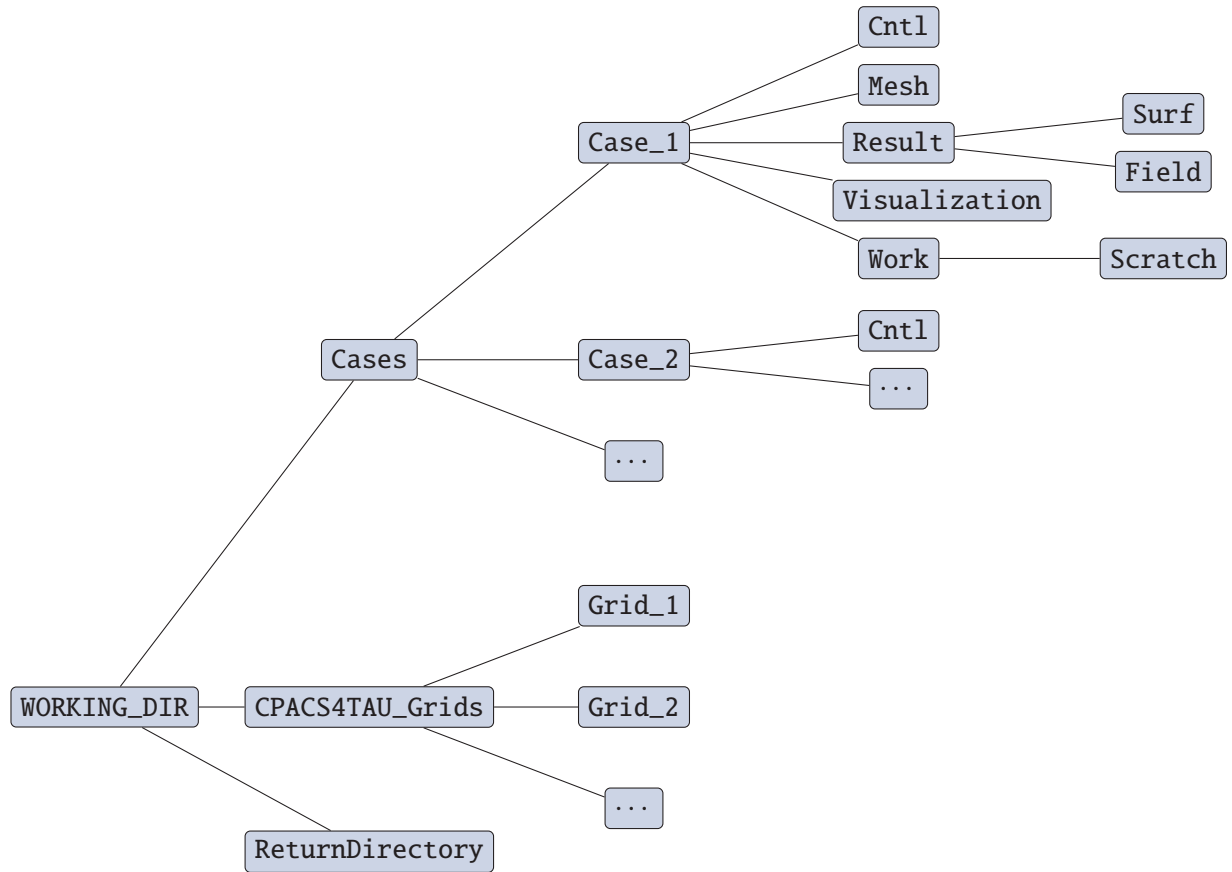 Cntl
Mesh
Surf
Case_1
Result
Field
Visualization
Work
Scratch
Cntl
Cases
Case_2
...
...
Grid_1
WORKING_DIR
CPACS4TAU_Grids
Grid_2
...
ReturnDirectory